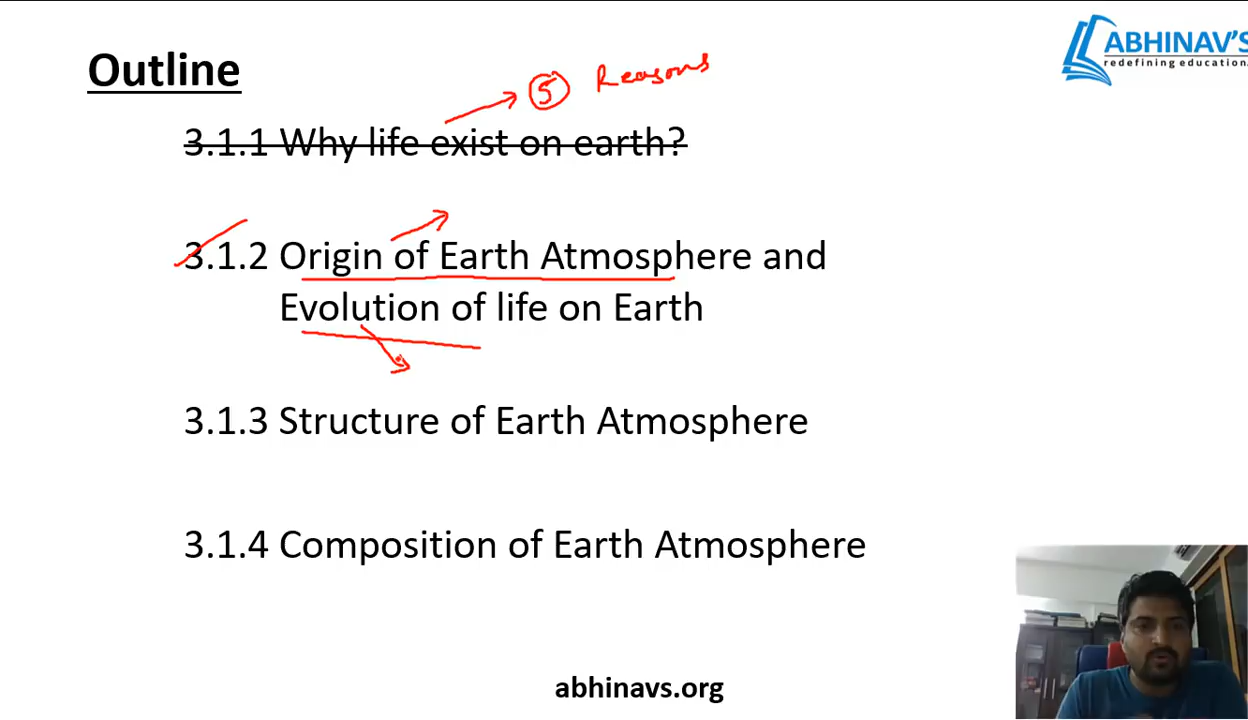 Outline
ABHINAV'S
redefining education.
5 Reasons
3.1.1 Why life exist on earth?
3.1.2 Origin of Earth Atmosphere and
Evolution of life on Earth
3.1.3 Structure of Earth Atmosphere
3.1.4 Composition of Earth Atmosphere
abhinavs.org